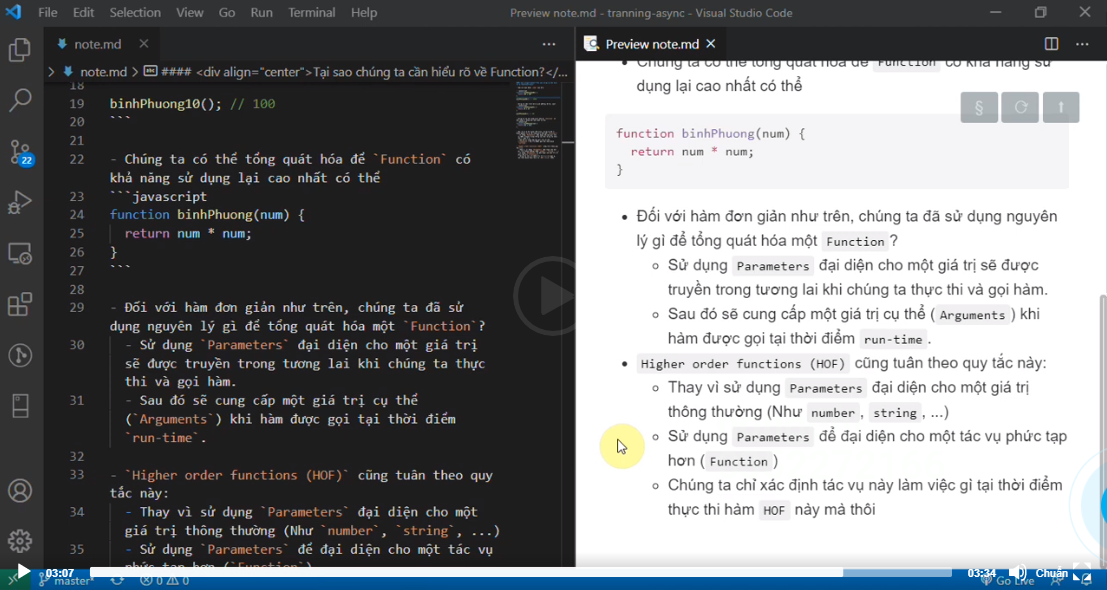 File Edit Selection View Go Run Terminal Help
Preview note.md - tranning-async - Visual Studio Code
note.md
note.md > #### <div align="center">Tại sao chúng ta cần hiểu rõ về Function?</...
18
19 binhPhuong10(); // 100
20 ```
21
22 - Chúng ta có thể tổng quát hóa để `Function` có
khả năng sử dụng lại cao nhất có thể
23 ```javascript
24 function binhPhuong(num) {
25 return num * num;
26 }
27 ```
28
29 - Đối với hàm đơn giản như trên, chúng ta đã sử
dụng nguyên lý gì để tổng quát hóa một `Function`?
30 - Sử dụng `Parameters` đại diện cho một giá trị
sẽ được truyền trong tương lai khi chúng ta thực
thi và gọi hàm.
31 - Sau đó sẽ cung cấp một giá trị cụ thể
(`Arguments`) khi hàm được gọi tại thời điểm
`run-time`.
32
33 - `Higher order functions (HOF)` cũng tuân theo quy
tắc này:
34 - Thay vì sử dụng `Parameters` đại diện cho một
giá trị thông thường (Như `number`, `string`, ...)
35 - Sử dụng `Parameters` để đại diện cho một tác vụ
phức tạp hơn (`Function`)
Preview note.md
Chúng ta có thể tổng quát hóa để Function có khả năng sử
dụng lại cao nhất có thể
function binhPhuong(num) {
return num * num;
}
Đối với hàm đơn giản như trên, chúng ta đã sử dụng nguyên
lý gì để tổng quát hóa một Function?
Sử dụng Parameters đại diện cho một giá trị sẽ được
truyền trong tương lai khi chúng ta thực thi và gọi hàm.
Sau đó sẽ cung cấp một giá trị cụ thể (Arguments) khi
hàm được gọi tại thời điểm run-time.
Higher order functions (HOF) cũng tuân theo quy tắc này:
Thay vì sử dụng Parameters đại diện cho một giá trị
thông thường (Như number, string, ...)
Sử dụng Parameters để đại diện cho một tác vụ phức tạp
hơn (Function)
Chúng ta chỉ xác định tác vụ này làm việc gì tại thời điểm
thực thi hàm HOF này mà thôi
22
03:07
03:34 Chuẩn
master* 0 0
Go Live